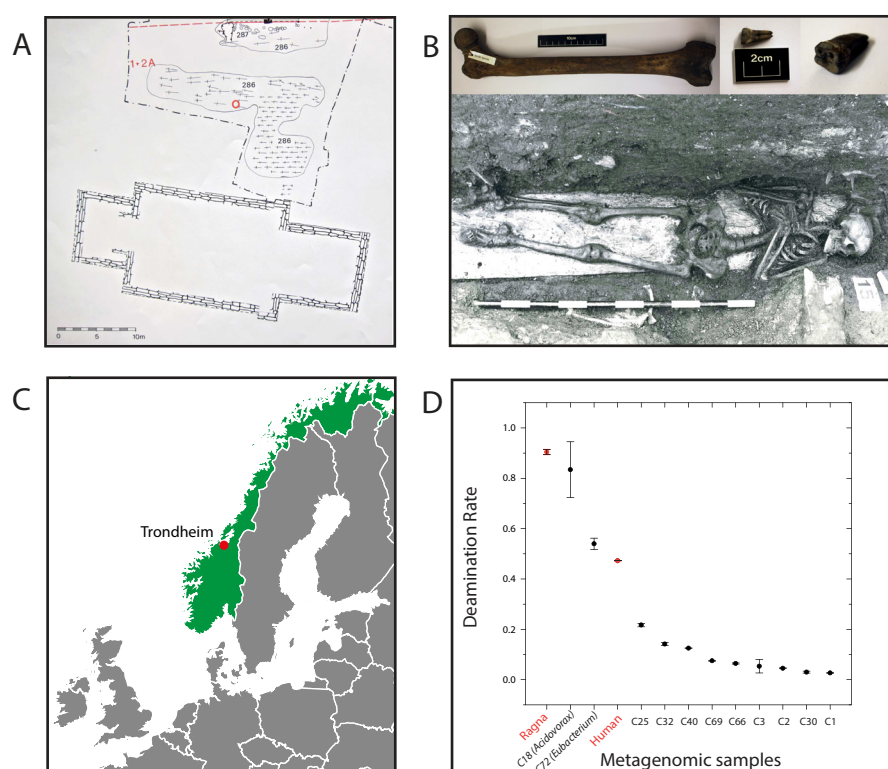 A
287
286
1·2A
286
286
0 5 10m
B
10cm
2cm
15
C
Trondheim
D
Deamination Rate
1.0
0.8
0.6
0.4
0.2
0.0
Ragna
C18 (Acidovorax)
C72 (Eubacterium)
Human
C25
C32
C40
C69
C66
C3
C2
C30
C1
Metagenomic samples